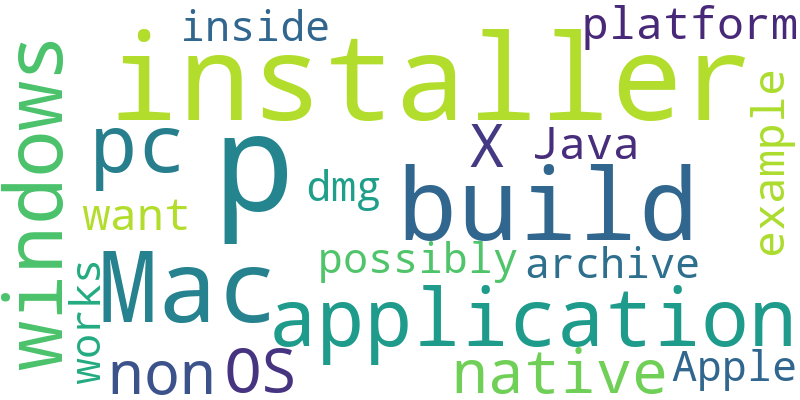 inside
platform
installer
windows
pc
p
X
Java
example
want
dmg
build
Mac
possibly
archive
works
application
non
OS
native
Apple